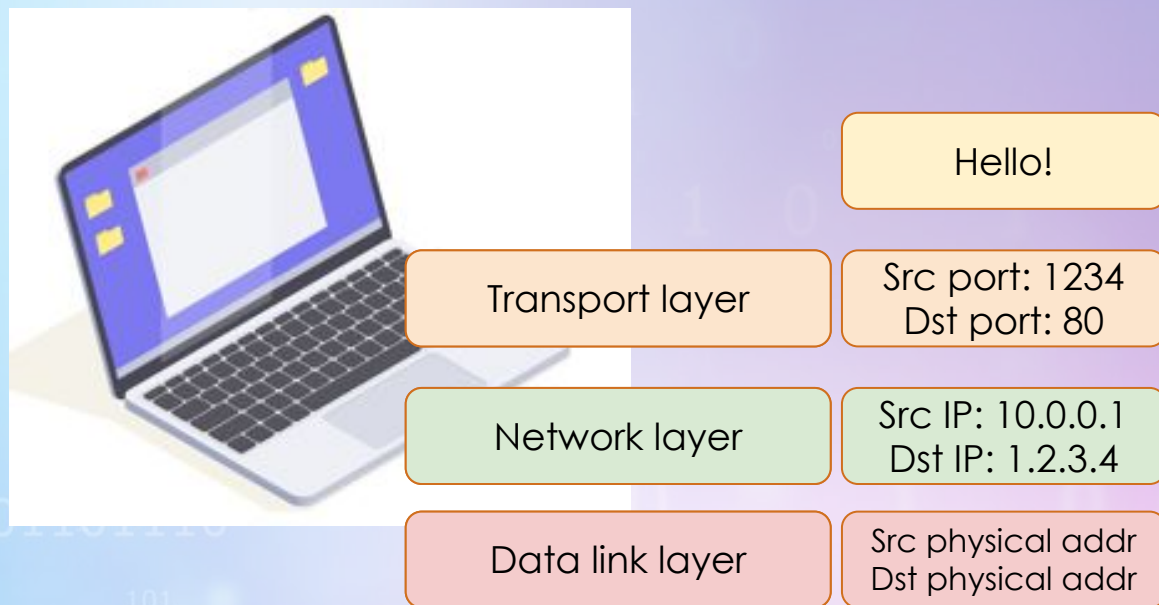 Hello!
Transport layer
Src port: 1234
Dst port: 80
Network layer
Src IP: 10.0.0.1
Dst IP: 1.2.3.4
Data link layer
Src physical addr
Dst physical addr
101